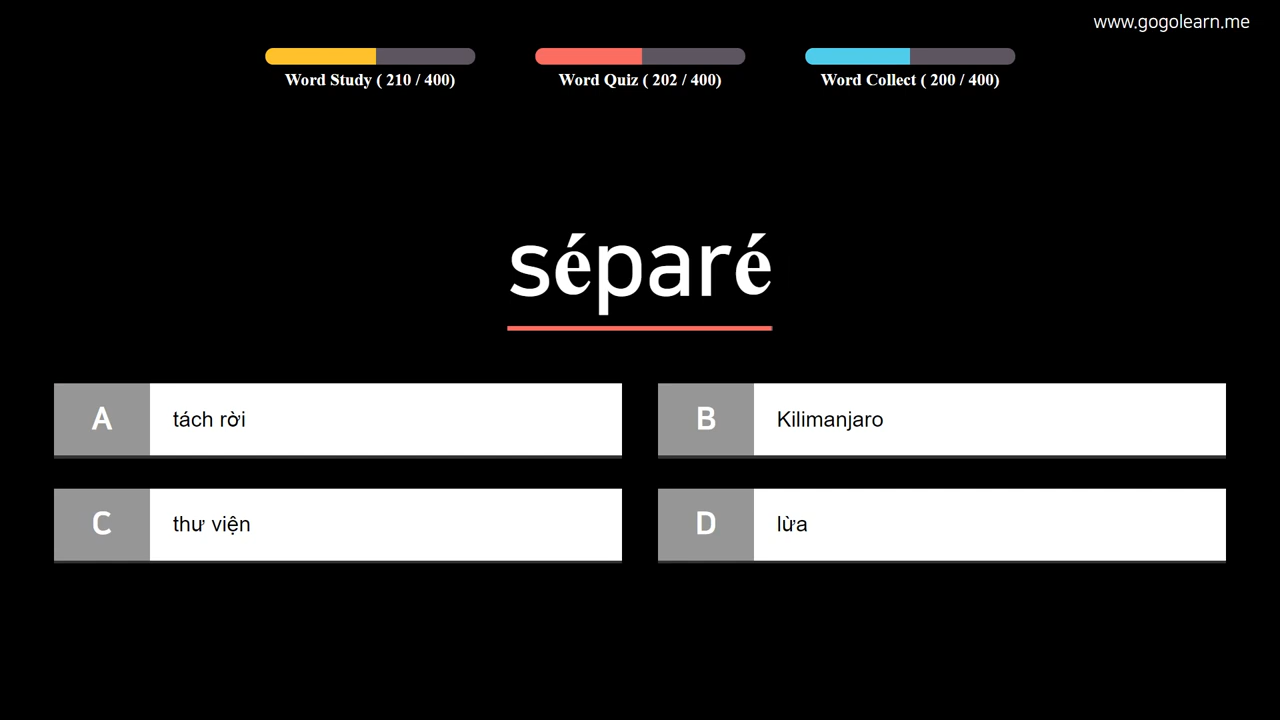 www.gogolearn.me
Word Study ( 210 / 400)
Word Quiz ( 202 / 400)
Word Collect ( 200 / 400)
séparé
A tách rời
B Kilimanjaro
C thư viện
D lừa